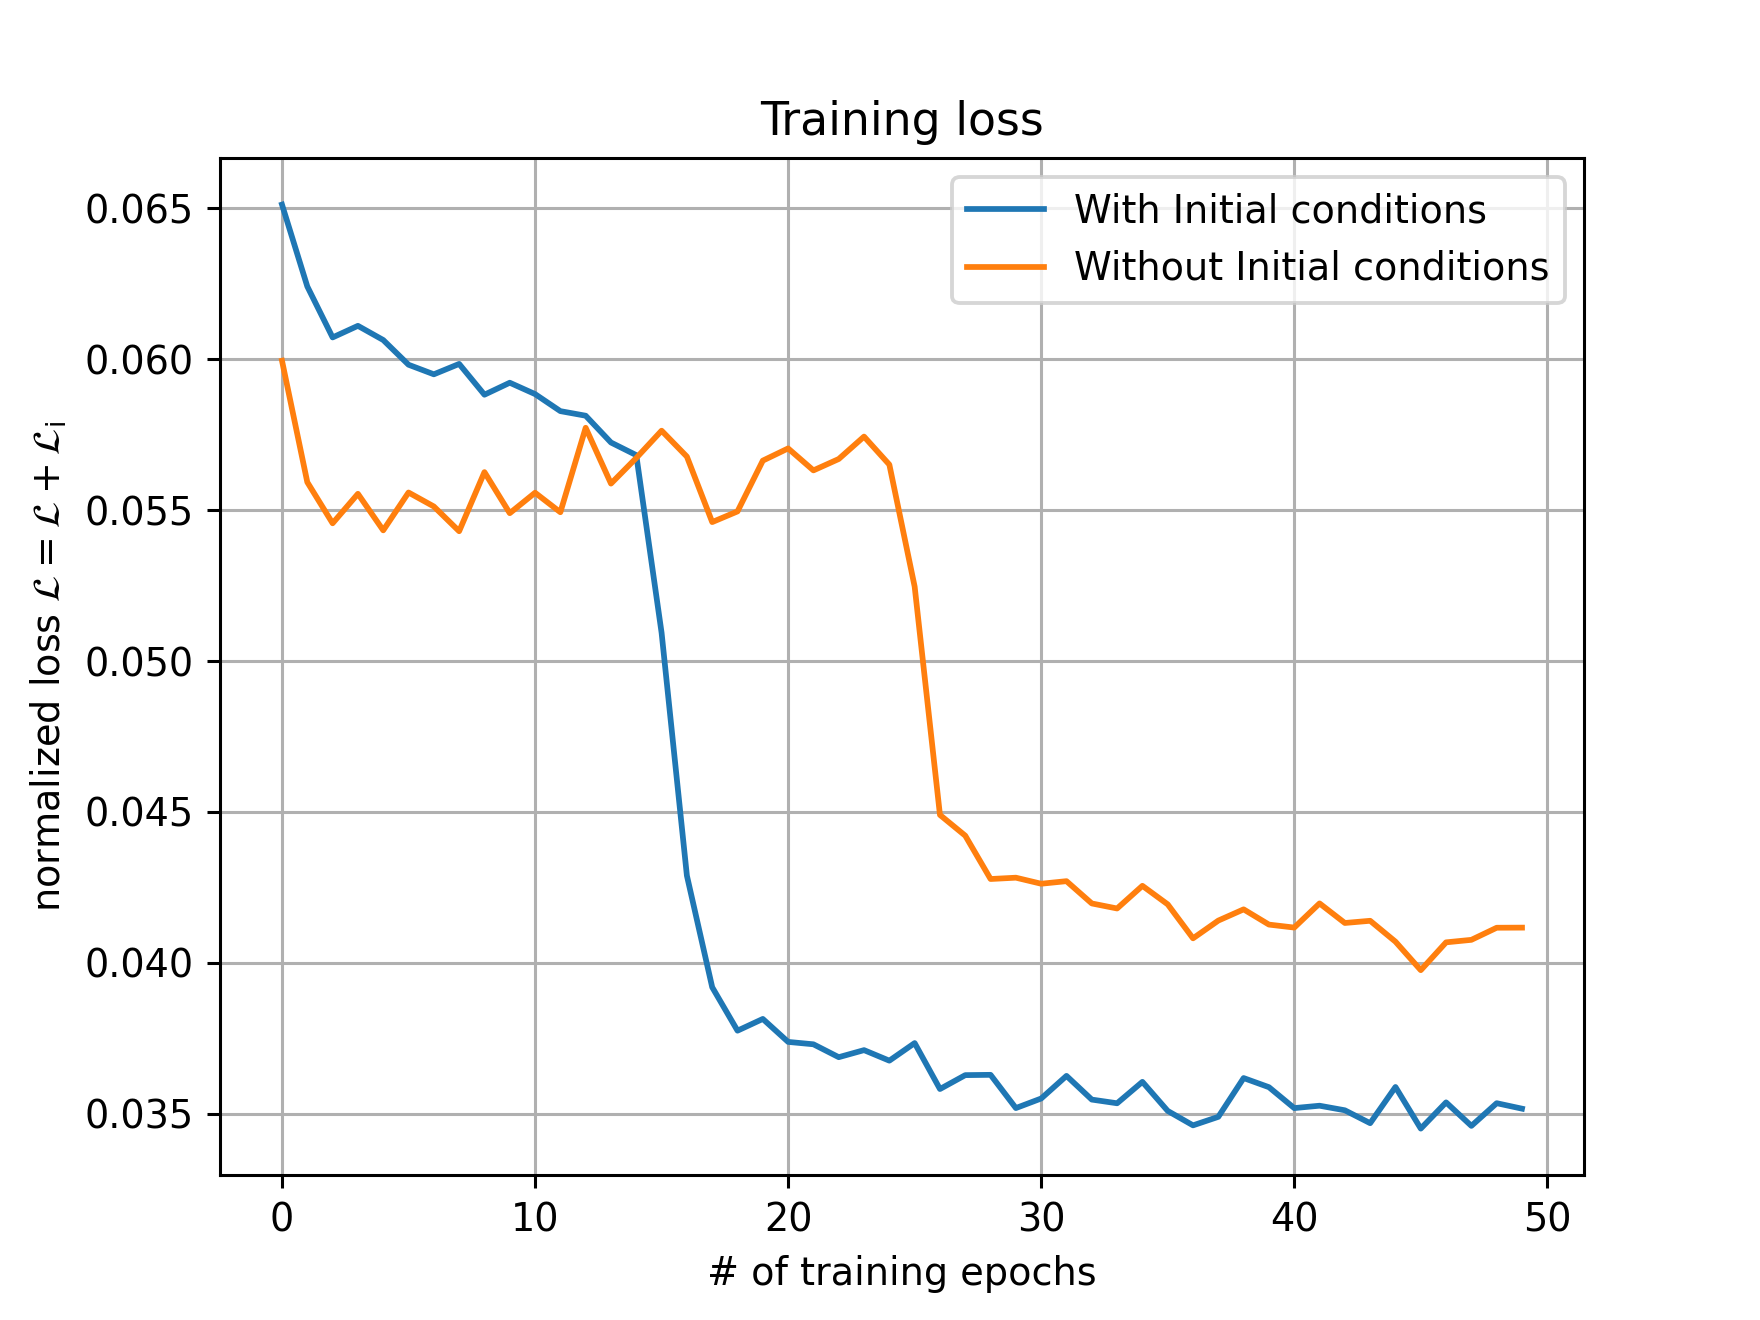 Training loss
With Initial conditions
Without Initial conditions
normalized loss ℒ = ℒ + ℒᵢ
0.065
0.060
0.055
0.050
0.045
0.040
0.035
0 10 20 30 40 50
# of training epochs